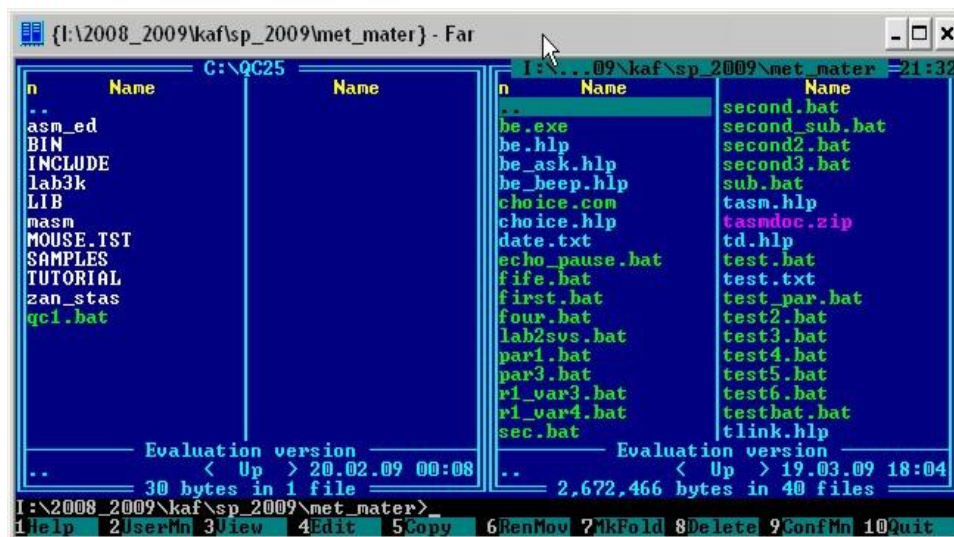 {I:\2008_2009\kaf\sp_2009\met_mater} - Far
C:\QC25
n Name Name
..
asm_ed
BIN
INCLUDE
lab3k
LIB
masm
MOUSE.TST
SAMPLES
TUTORIAL
zan_stas
qc1.bat
Evaluation version
.. < Up > 20.02.09 00:08
30 bytes in 1 file
I:\...09\kaf\sp_2009\met_mater 21:32
n Name Name
.. second.bat
be.exe second_sub.bat
be.hlp second2.bat
be_ask.hlp second3.bat
be_beep.hlp sub.bat
choice.com tasm.hlp
choice.hlp tasmdoc.zip
date.txt td.hlp
echo_pause.bat test.bat
fife.bat test.txt
first.bat test_par.bat
four.bat test2.bat
lab2svs.bat test3.bat
par1.bat test4.bat
par3.bat test5.bat
r1_var3.bat test6.bat
r1_var4.bat testbat.bat
sec.bat tlink.hlp
Evaluation version
.. < Up > 19.03.09 18:04
2,672,466 bytes in 40 files
I:\2008_2009\kaf\sp_2009\met_mater>_
1Help 2UserMn 3View 4Edit 5Copy 6RenMov 7MkFold 8Delete 9ConfMn 10Quit